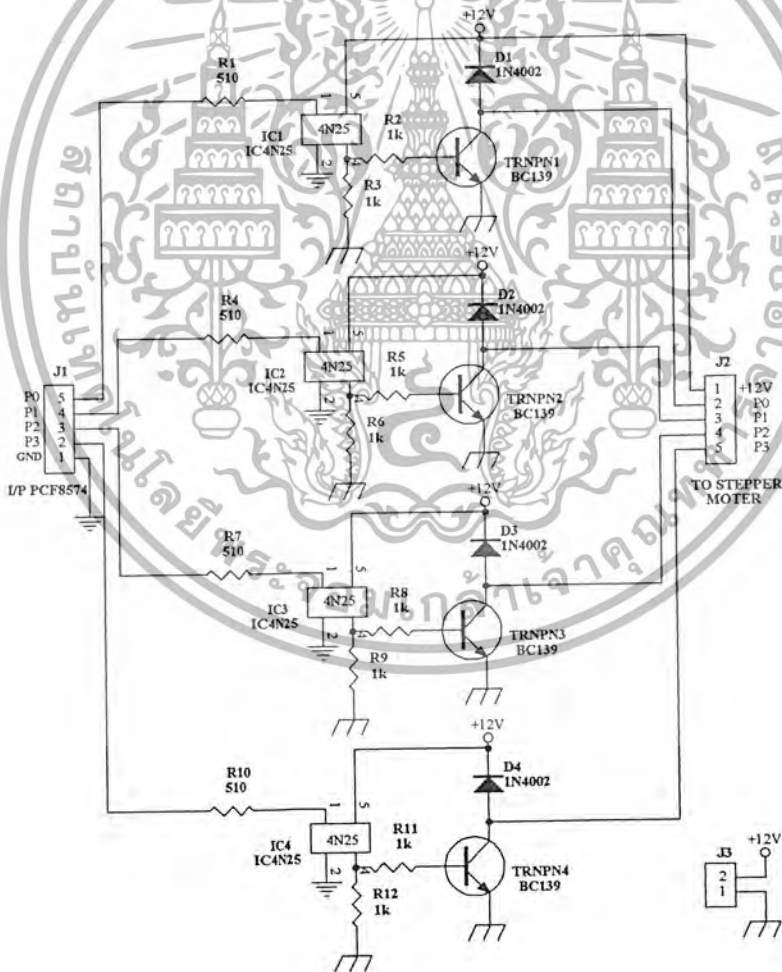 +12V
D1
1N4002
R1
510
1
5
IC1
IC4N25
4N25
2
4
R2
1k
R3
1k
TRNPN1
BC139
+12V
D2
1N4002
R4
510
1
5
IC2
IC4N25
4N25
2
4
R5
1k
R6
1k
TRNPN2
BC139
J1
P0 5
P1 4
P2 3
P3 2
GND 1
I/P PCF8574
J2
1 +12V
2 P0
3 P1
4 P2
5 P3
TO STEPPER
MOTER
+12V
D3
1N4002
R7
510
1
5
IC3
IC4N25
4N25
2
4
R8
1k
R9
1k
TRNPN3
BC139
+12V
D4
1N4002
R10
510
1
5
IC4
IC4N25
4N25
2
4
R11
1k
R12
1k
TRNPN4
BC139
J3
+12V
2
1